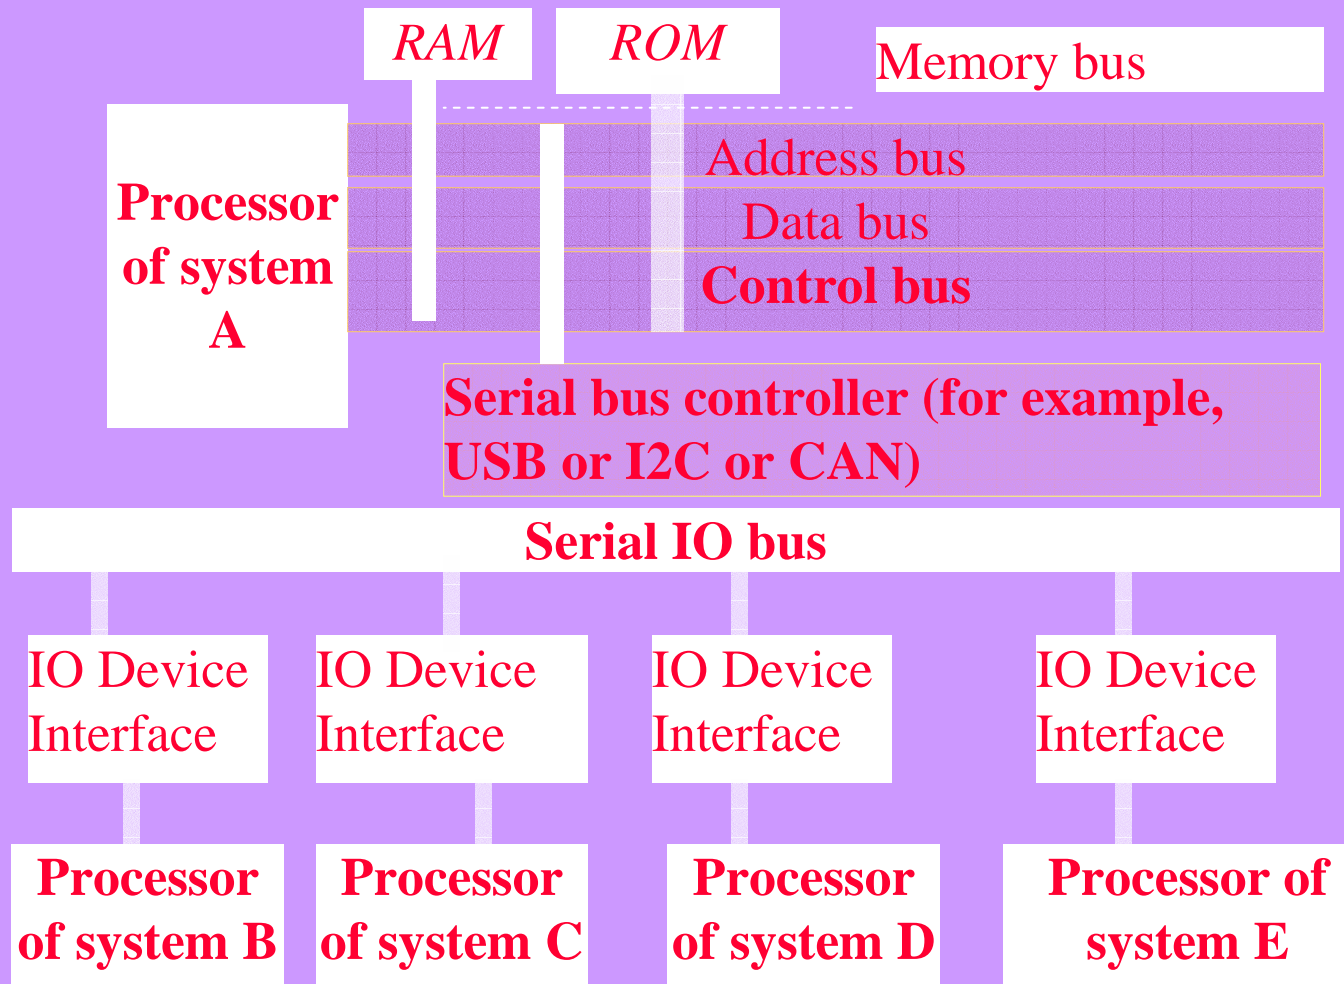 RAM
ROM
Memory bus
Address bus
Data bus
Control bus
Processor
of system
A
Serial bus controller (for example,
USB or I2C or CAN)
Serial IO bus
IO Device
Interface
IO Device
Interface
IO Device
Interface
IO Device
Interface
Processor
of system B
Processor
of system C
Processor
of system D
Processor of
system E